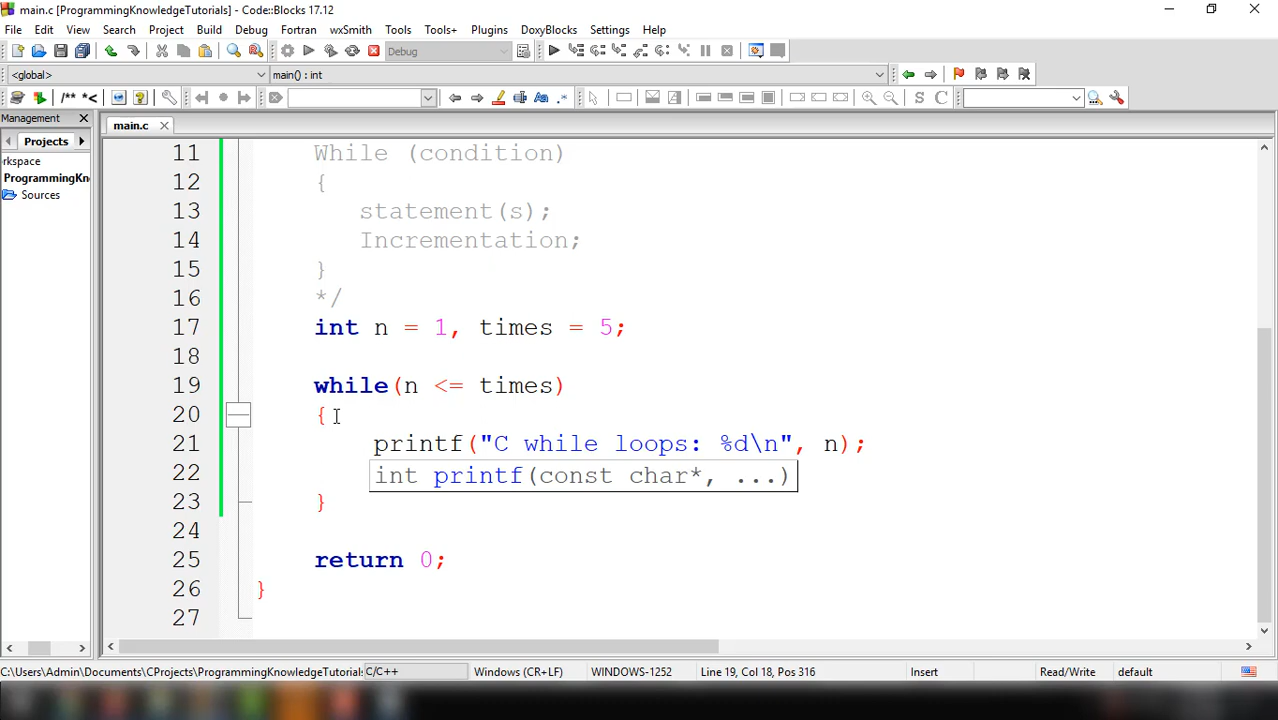 main.c [ProgrammingKnowledgeTutorials] - Code::Blocks 17.12
File Edit View Search Project Build Debug Fortran wxSmith Tools Tools+ Plugins DoxyBlocks Settings Help
Debug
<global> main() : int
/** *<
S C
Management
main.c
Projects
rkspace
ProgrammingKn
Sources
11 While (condition)
12 {
13 statement(s);
14 Incrementation;
15 }
16 */
17 int n = 1, times = 5;
18
19 while(n <= times)
20 {
21 printf("C while loops: %d\n", n);
22 int printf(const char*, ...)
23 }
24
25 return 0;
26 }
27
C:\Users\Admin\Documents\CProjects\ProgrammingKnowledgeTutorials C/C++ Windows (CR+LF) WINDOWS-1252 Line 19, Col 18, Pos 316 Insert Read/Write default